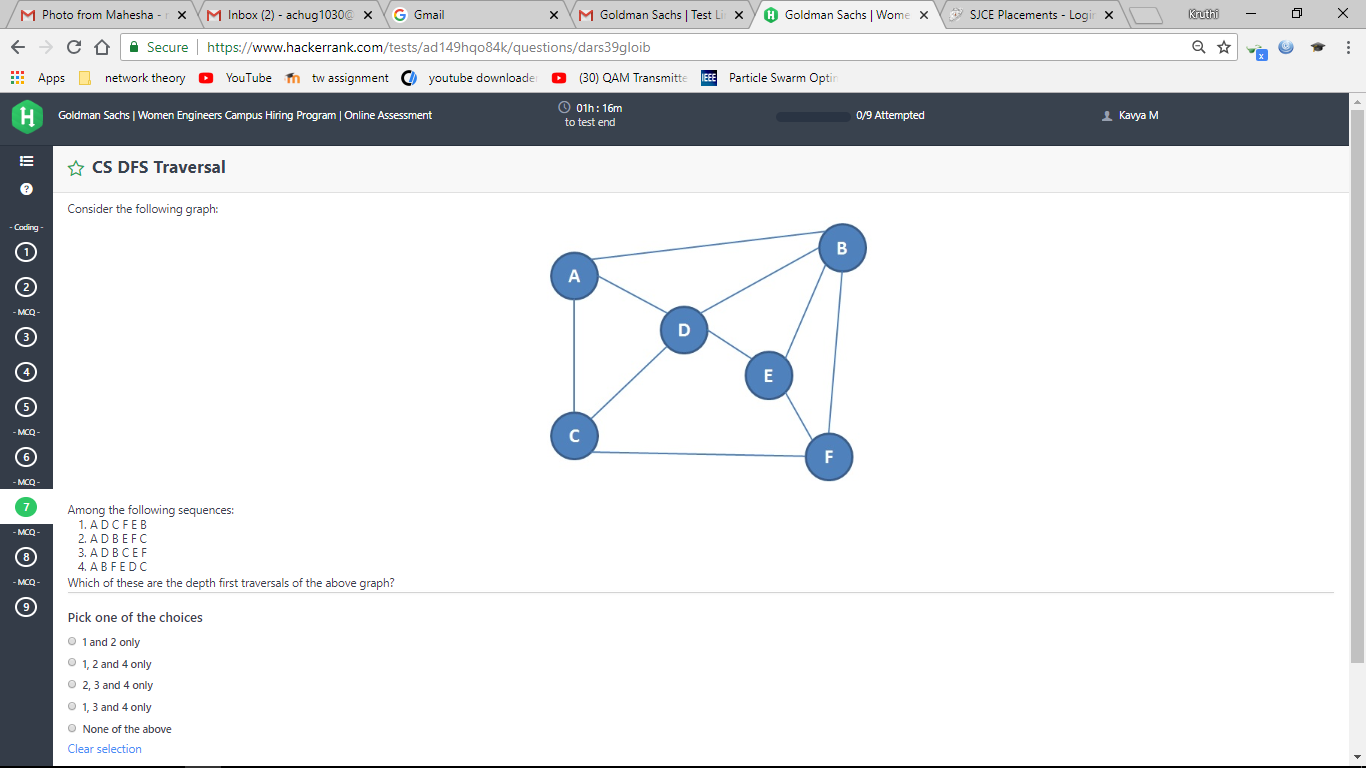 Photo from Mahesha - r
Inbox (2) - achug1030@
Gmail
Goldman Sachs | Test Li
Goldman Sachs | Wome
SJCE Placements - Login
Kruthi
Secure https://www.hackerrank.com/tests/ad149hqo84k/questions/dars39gloib
Apps network theory YouTube tw assignment youtube downloader (30) QAM Transmitte IEEE Particle Swarm Optim
H Goldman Sachs | Women Engineers Campus Hiring Program | Online Assessment
01h : 16m
to test end
0/9 Attempted
Kavya M
CS DFS Traversal
- Coding -
1
2
- MCQ -
3
4
5
- MCQ -
6
- MCQ -
7
- MCQ -
8
- MCQ -
9
Consider the following graph:
B
A
D
E
C
F
Among the following sequences:
1. A D C F E B
2. A D B E F C
3. A D B C E F
4. A B F E D C
Which of these are the depth first traversals of the above graph?
Pick one of the choices
1 and 2 only
1, 2 and 4 only
2, 3 and 4 only
1, 3 and 4 only
None of the above
Clear selection